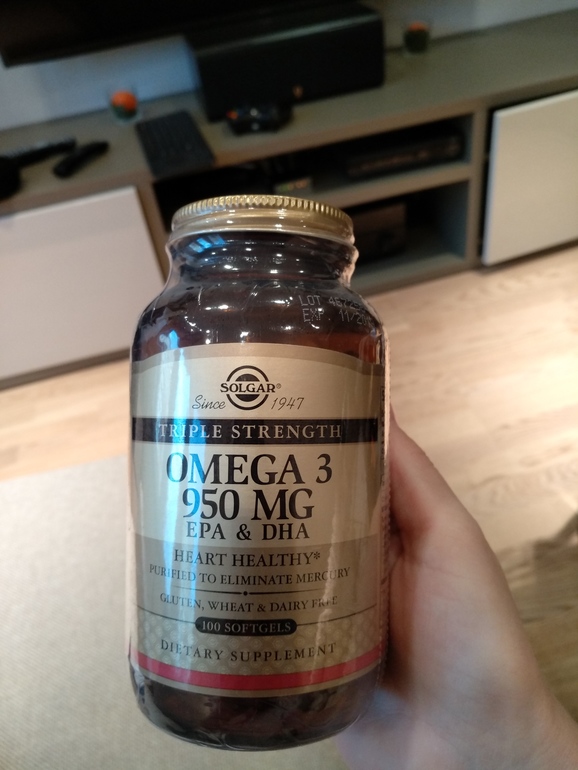 LOT
EXP. 11/
SOLGAR®
Since 1947
TRIPLE STRENGTH
OMEGA 3
950 MG
EPA & DHA
HEART HEALTHY*
PURIFIED TO ELIMINATE MERCURY
GLUTEN, WHEAT & DAIRY FREE
100 SOFTGELS
DIETARY SUPPLEMENT